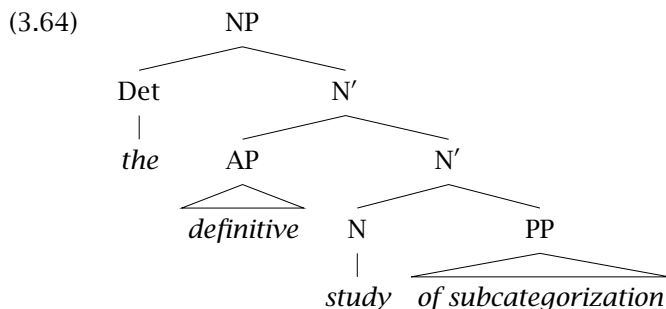 (3.64) NP
Det N′
the AP N′
definitive N PP
study of subcategorization